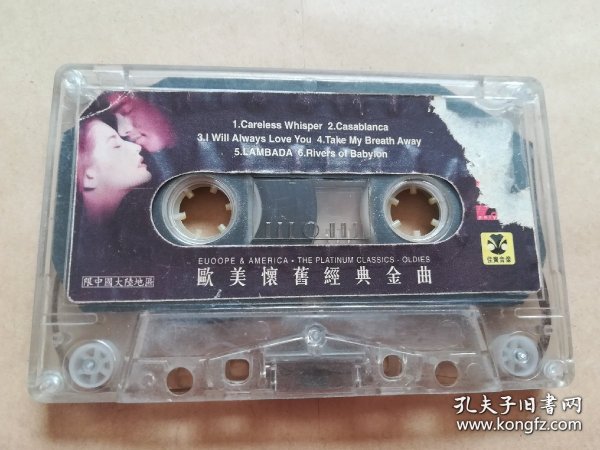 1.Careless Whisper 2.Casablanca
3.I Will Always Love You 4.Take My Breath Away
5.LAMBADA 6.Rivers of Babylon
EUOOPE & AMERICA · THE PLATINUM CLASSICS · OLDIES
歐美懷舊經典金曲
限中國大陸地區
孔夫子旧書网
www.kongfz.com